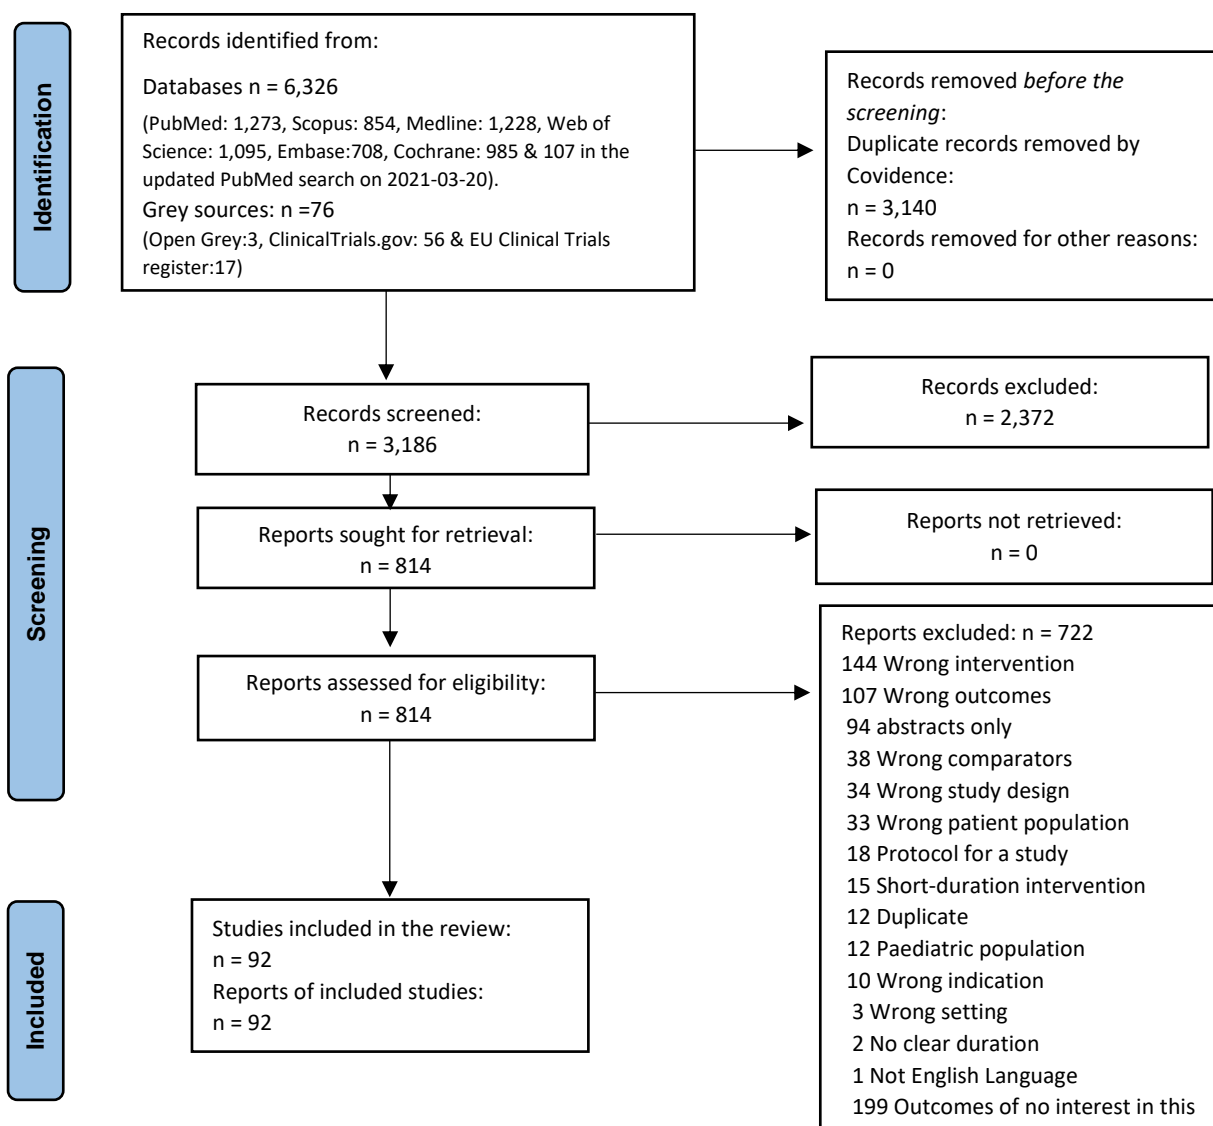 Identification
Records identified from:
Databases n = 6,326
(PubMed: 1,273, Scopus: 854, Medline: 1,228, Web of
Science: 1,095, Embase:708, Cochrane: 985 & 107 in the
updated PubMed search on 2021-03-20).
Grey sources: n =76
(Open Grey:3, ClinicalTrials.gov: 56 & EU Clinical Trials
register:17)
Records removed before the
screening:
Duplicate records removed by
Covidence:
n = 3,140
Records removed for other reasons:
n = 0
Screening
Records screened:
n = 3,186
Records excluded:
n = 2,372
Reports sought for retrieval:
n = 814
Reports not retrieved:
n = 0
Reports assessed for eligibility:
n = 814
Reports excluded: n = 722
144 Wrong intervention
107 Wrong outcomes
94 abstracts only
38 Wrong comparators
34 Wrong study design
33 Wrong patient population
18 Protocol for a study
15 Short-duration intervention
12 Duplicate
12 Paediatric population
10 Wrong indication
3 Wrong setting
2 No clear duration
1 Not English Language
199 Outcomes of no interest in this
Included
Studies included in the review:
n = 92
Reports of included studies:
n = 92